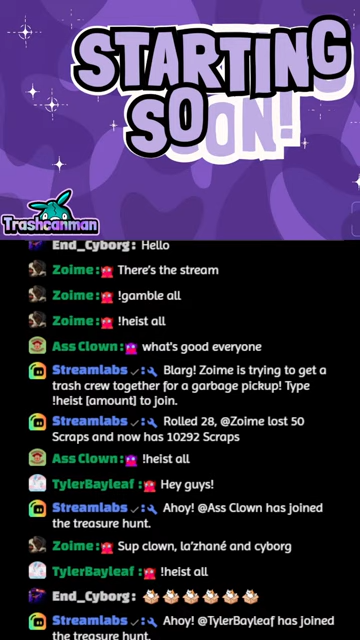 STARTING
SOON!
Trashcanman
End_Cyborg: Hello
Zoime: There's the stream
Zoime: !gamble all
Zoime: !heist all
Ass Clown: what's good everyone
Streamlabs: Blarg! Zoime is trying to get a
trash crew together for a garbage pickup! Type
!heist [amount] to join.
Streamlabs: Rolled 28, @Zoime lost 50
Scraps and now has 10292 Scraps
Ass Clown: !heist all
TylerBayleaf: Hey guys!
Streamlabs: Ahoy! @Ass Clown has joined
the treasure hunt.
Zoime: Sup clown, la'zhané and cyborg
TylerBayleaf: !heist all
End_Cyborg:
Streamlabs: Ahoy! @TylerBayleaf has joined
the treasure hunt.